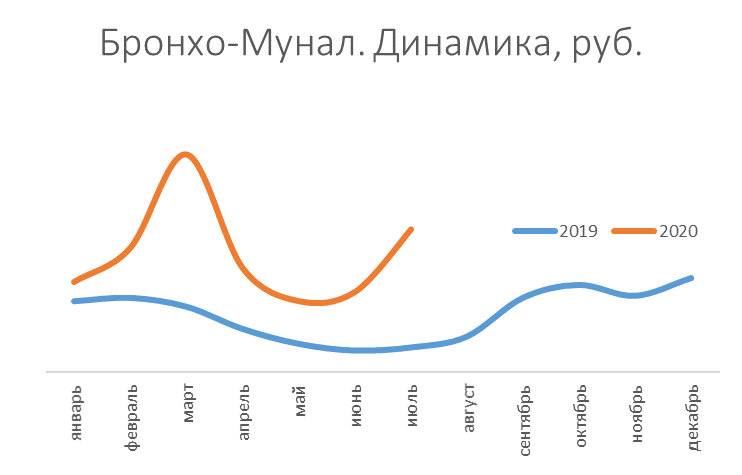 Бронхо-Мунал. Динамика, руб.
2019
2020
январь
февраль
март
апрель
май
июнь
июль
август
сентябрь
октябрь
ноябрь
декабрь